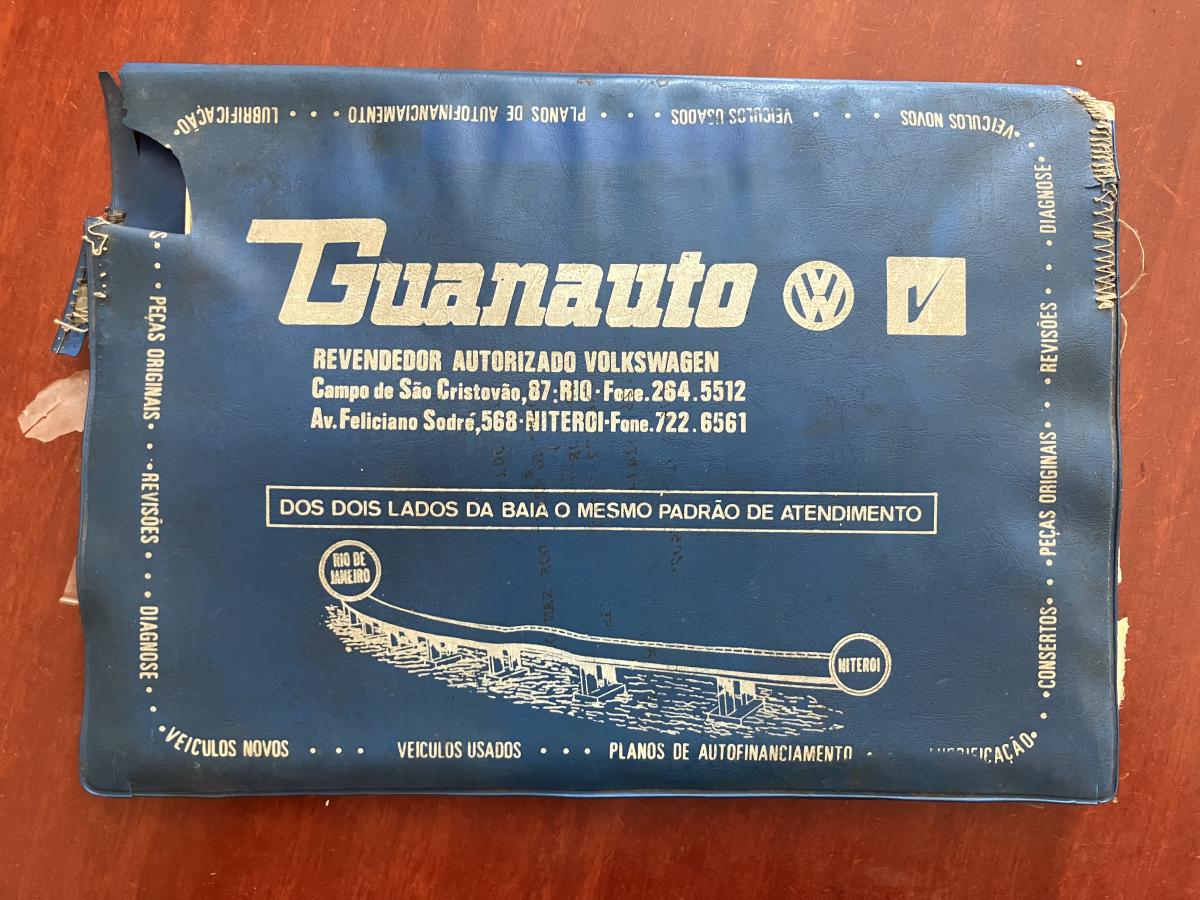 VEICULOS NOVOS • • • • VEICULOS USADOS • • • • PLANOS DE AUTOFINANCIAMENTO • • • • LUBRIFICAÇÃO
Guanauto
REVENDEDOR AUTORIZADO VOLKSWAGEN
Campo de São Cristovão,87:RIO·Fone.264.5512
Av.Feliciano Sodré,568·NITEROI-Fone.722.6561
DOS DOIS LADOS DA BAIA O MESMO PADRÃO DE ATENDIMENTO
RIO DE
JANEIRO
NITEROI
PEÇAS ORIGINAIS • • • REVISÕES • • • DIAGNOSE
CONSERTOS • • PEÇAS ORIGINAIS • • REVISÕES • • • DIAGNOSE
VEICULOS NOVOS • • • • VEICULOS USADOS • • • PLANOS DE AUTOFINANCIAMENTO • LUBRIFICAÇÃO